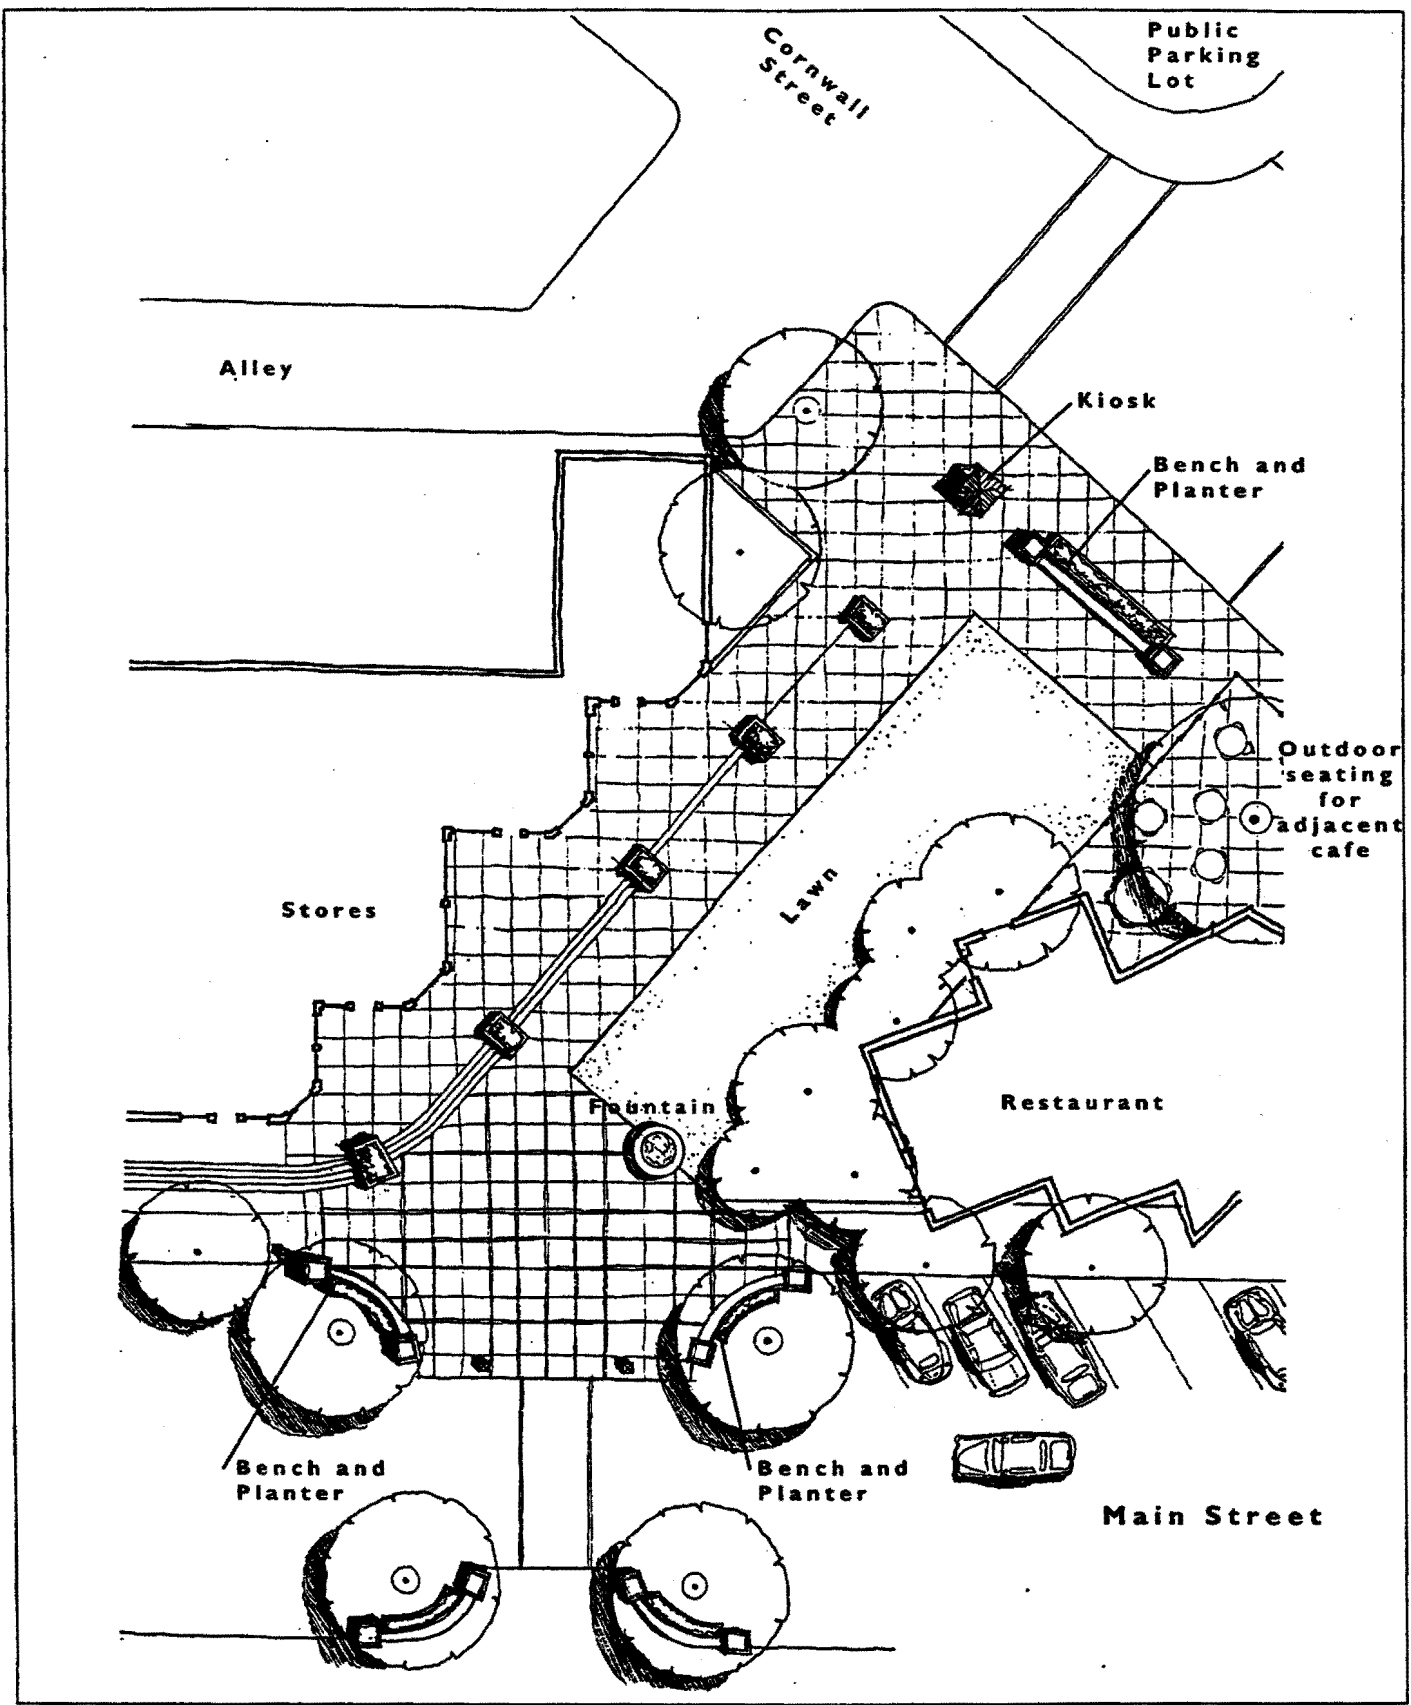 Cornwall
Street
Public
Parking
Lot
Alley
Kiosk
Bench and
Planter
Outdoor
seating
for
adjacent
cafe
Lawn
Stores
Fountain
Restaurant
Bench and
Planter
Bench and
Planter
Main Street